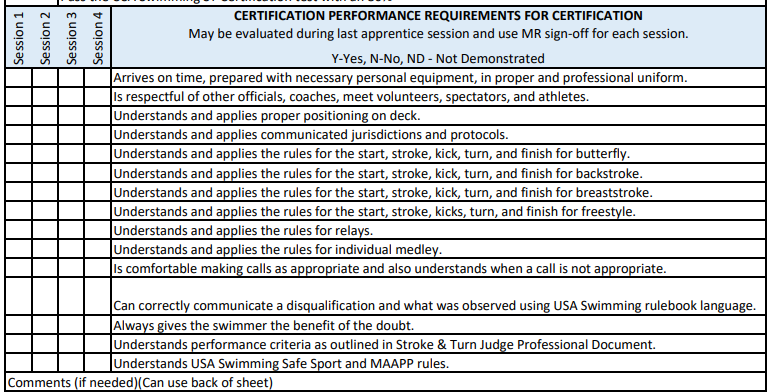 CERTIFICATION PERFORMANCE REQUIREMENTS FOR CERTIFICATION
May be evaluated during last apprentice session and use MR sign-off for each session.
Y-Yes, N-No, ND - Not Demonstrated
Session 1
Session 2
Session 3
Session 4
Arrives on time, prepared with necessary personal equipment, in proper and professional uniform.
Is respectful of other officials, coaches, meet volunteers, spectators, and athletes.
Understands and applies proper positioning on deck.
Understands and applies communicated jurisdictions and protocols.
Understands and applies the rules for the start, stroke, kick, turn, and finish for butterfly.
Understands and applies the rules for the start, stroke, kick, turn, and finish for backstroke.
Understands and applies the rules for the start, stroke, kick, turn, and finish for breaststroke.
Understands and applies the rules for the start, stroke, kicks, turn, and finish for freestyle.
Understands and applies the rules for relays.
Understands and applies the rules for individual medley.
Is comfortable making calls as appropriate and also understands when a call is not appropriate.
Can correctly communicate a disqualification and what was observed using USA Swimming rulebook language.
Always gives the swimmer the benefit of the doubt.
Understands performance criteria as outlined in Stroke & Turn Judge Professional Document.
Understands USA Swimming Safe Sport and MAAPP rules.
Comments (if needed)(Can use back of sheet)